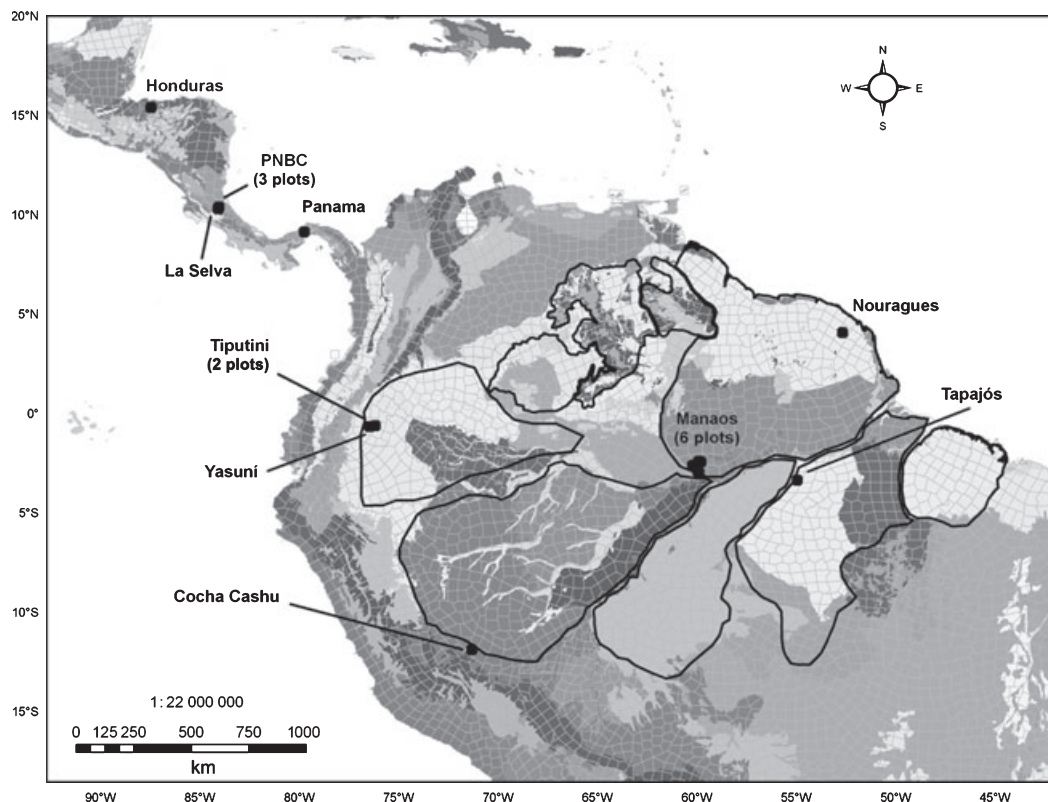 20°N
15°N
10°N
5°N
0°
5°S
10°S
15°S
N
W E
S
Honduras
PNBC
(3 plots)
Panama
La Selva
Nouragues
Tiputini
(2 plots)
Tapajós
Manaos
(6 plots)
Yasuní
Cocha Cashu
1 : 22 000 000
0 125 250 500 750 1000
km
90°W 85°W 80°W 75°W 70°W 65°W 60°W 55°W 50°W 45°W